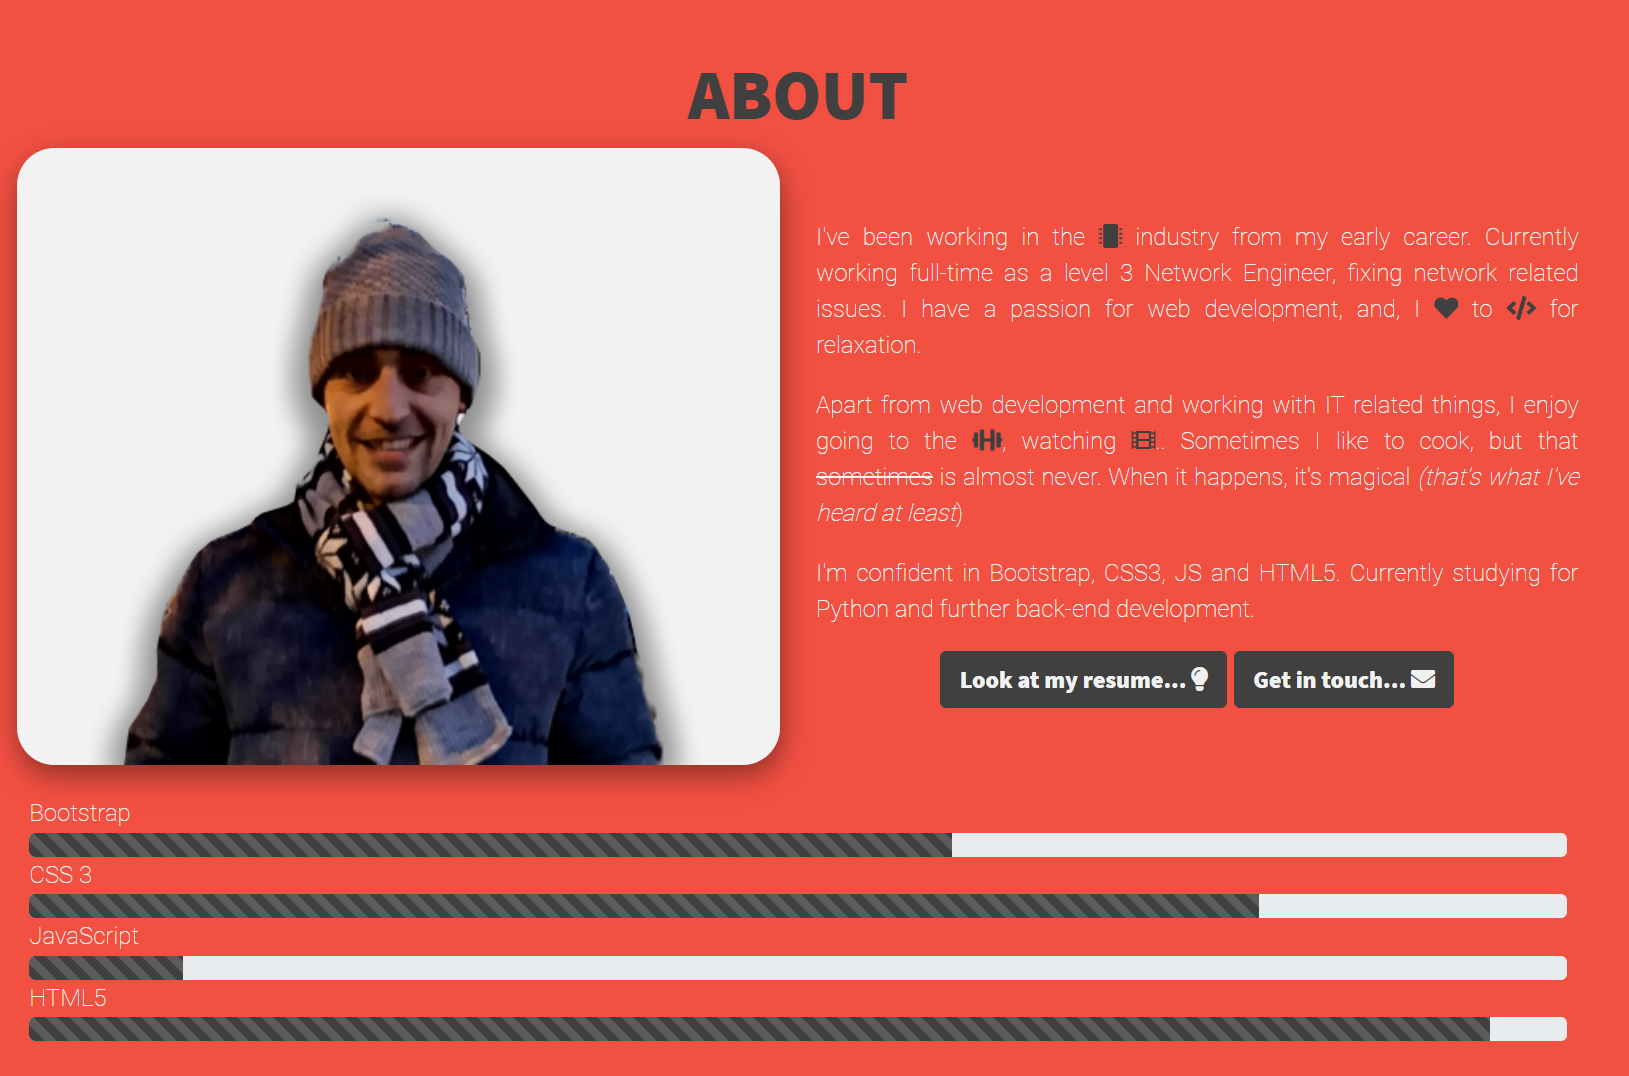 ABOUT
I've been working in the industry from my early career. Currently
working full-time as a level 3 Network Engineer, fixing network related
issues. I have a passion for web development, and, I to </> for
relaxation.
Apart from web development and working with IT related things, I enjoy
going to the , watching .. Sometimes I like to cook, but that
sometimes is almost never. When it happens, it's magical (that's what I've
heard at least)
I'm confident in Bootstrap, CSS3, JS and HTML5. Currently studying for
Python and further back-end development.
Look at my resume... Get in touch...
Bootstrap
CSS 3
JavaScript
HTML5